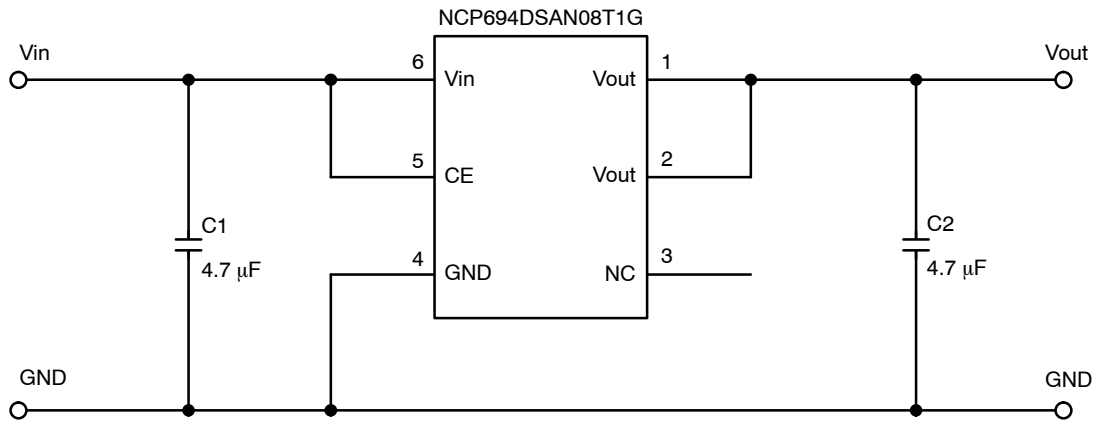 NCP694DSAN08T1G
Vin
Vout
6
1
Vin
Vout
5
2
CE
Vout
C1
4.7 μF
C2
4.7 μF
4
3
GND
NC
GND
GND